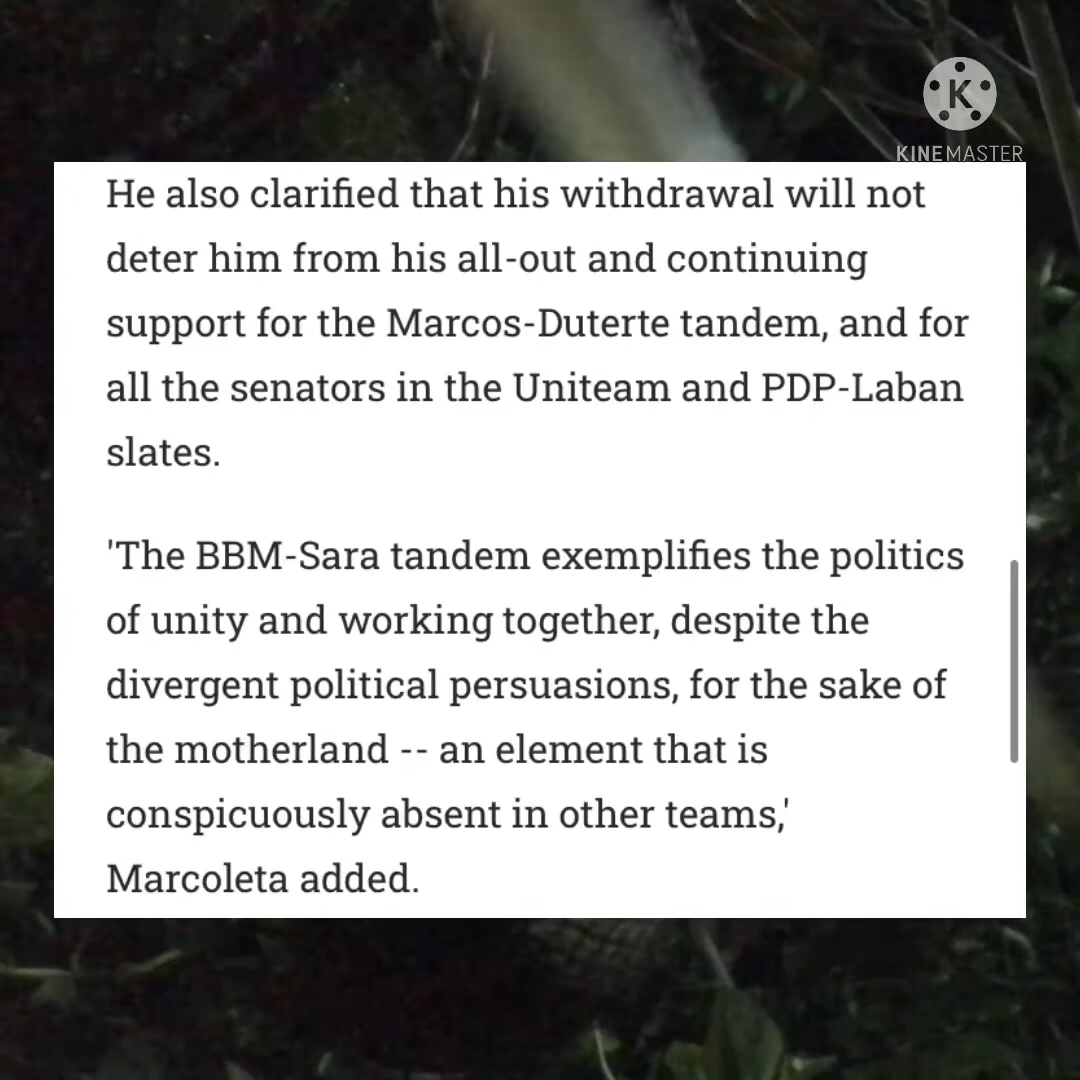 K
KINEMASTER
He also clarified that his withdrawal will not
deter him from his all-out and continuing
support for the Marcos-Duterte tandem, and for
all the senators in the Uniteam and PDP-Laban
slates.
'The BBM-Sara tandem exemplifies the politics
of unity and working together, despite the
divergent political persuasions, for the sake of
the motherland -- an element that is
conspicuously absent in other teams,'
Marcoleta added.